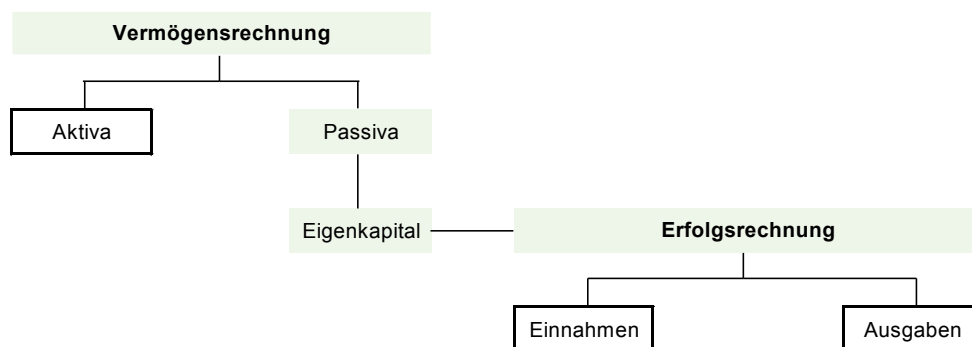 Vermögensrechnung
Aktiva
Passiva
Eigenkapital
Erfolgsrechnung
Einnahmen
Ausgaben